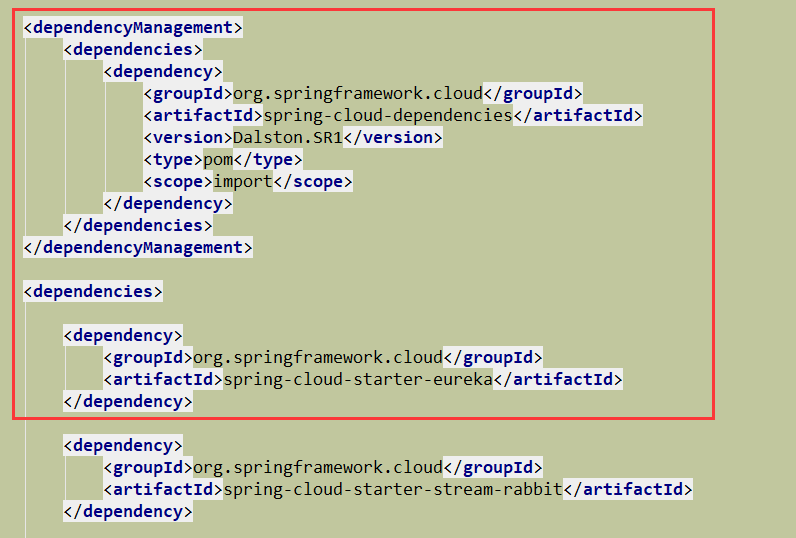 <dependencyManagement>
<dependencies>
<dependency>
<groupId>org.springframework.cloud</groupId>
<artifactId>spring-cloud-dependencies</artifactId>
<version>Dalston.SR1</version>
<type>pom</type>
<scope>import</scope>
</dependency>
</dependencies>
</dependencyManagement>
<dependencies>
<dependency>
<groupId>org.springframework.cloud</groupId>
<artifactId>spring-cloud-starter-eureka</artifactId>
</dependency>
<dependency>
<groupId>org.springframework.cloud</groupId>
<artifactId>spring-cloud-starter-stream-rabbit</artifactId>
</dependency>